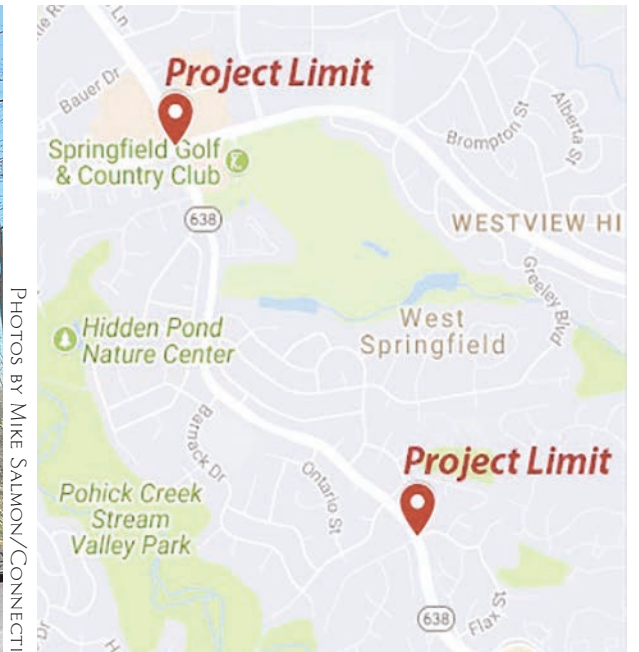 Project Limit
Bauer Dr
Springfield Golf
& Country Club
638
Brompton St
Alberta St
WESTVIEW HI
Greeley Blvd
West
Springfield
Hidden Pond
Nature Center
Barnack Dr
Ontario St
Project Limit
Pohick Creek
Stream
Valley Park
638
Flax St
Dr
PHOTOS BY MIKE SALMON/CONNECTI